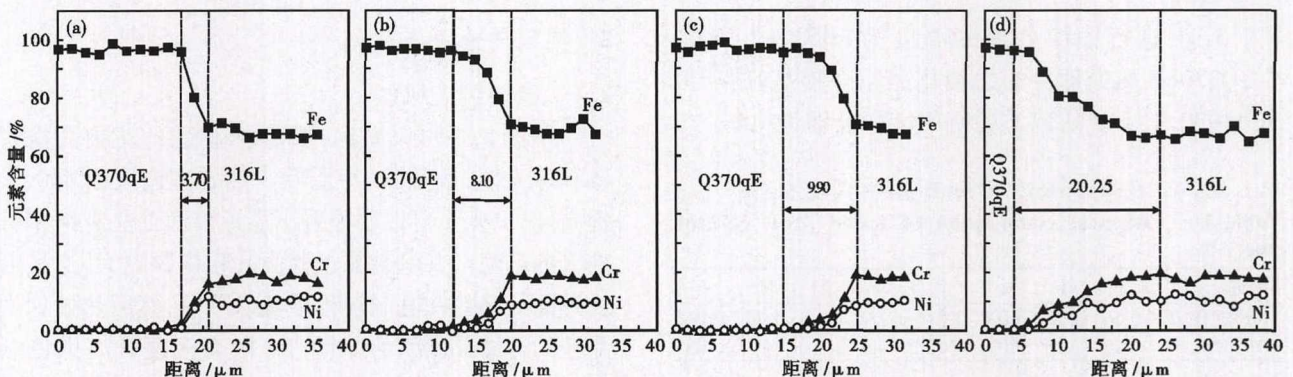 (a) (b) (c) (d)
100
80
60
40
20
0
元素含量/%
Fe Fe Fe Fe
Q370qE 3.70 316L
Q370qE 8.10 316L
Q370qE 9.90 316L
Q370qE 20.25 316L
Cr Cr Cr Cr
Ni Ni Ni Ni
0 5 10 15 20 25 30 35 40
0 5 10 15 20 25 30 35 40
0 5 10 15 20 25 30 35 40
0 5 10 15 20 25 30 35 40
距离/μm 距离/μm 距离/μm 距离/μm